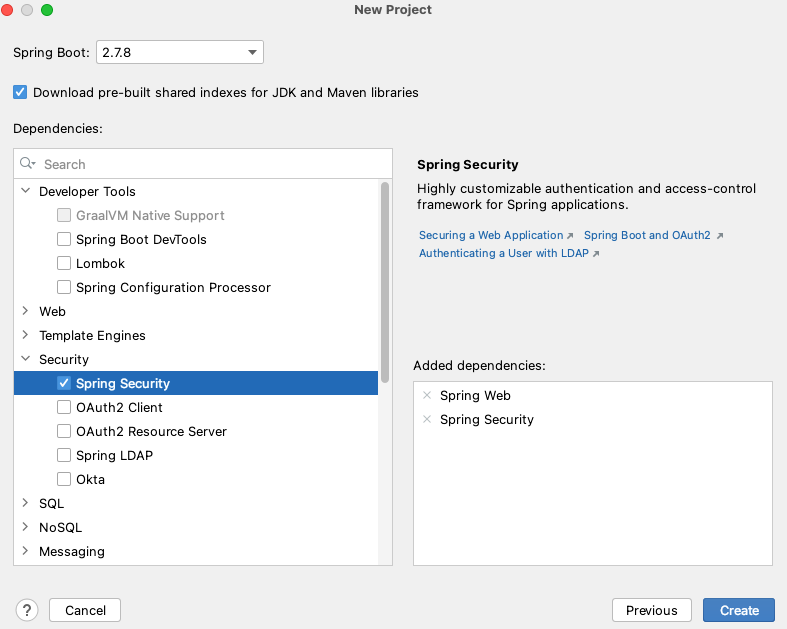 New Project
Spring Boot: 2.7.8
Download pre-built shared indexes for JDK and Maven libraries
Dependencies:
Search
Developer Tools
GraalVM Native Support
Spring Boot DevTools
Lombok
Spring Configuration Processor
Web
Template Engines
Security
Spring Security
OAuth2 Client
OAuth2 Resource Server
Spring LDAP
Okta
SQL
NoSQL
Messaging
Spring Security
Highly customizable authentication and access-control
framework for Spring applications.
Securing a Web Application Spring Boot and OAuth2
Authenticating a User with LDAP
Added dependencies:
Spring Web
Spring Security
? Cancel Previous Create